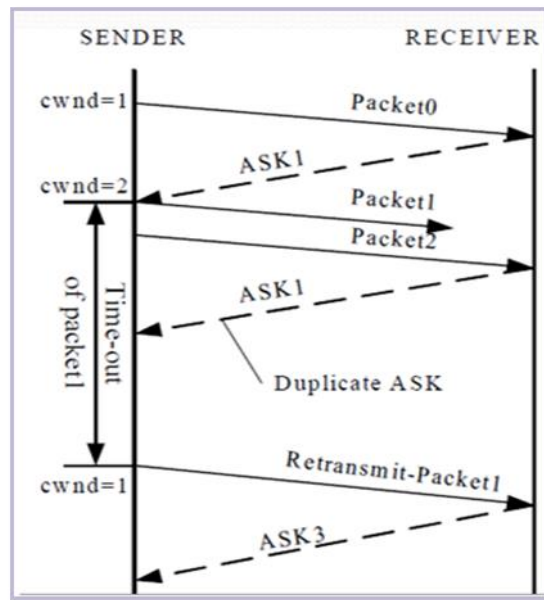 SENDER RECEIVER
cwnd=1
Packet0
ASK1
cwnd=2
Packet1
Packet2
Time-out
of packet1
ASK1
Duplicate ASK
Retransmit-Packet1
cwnd=1
ASK3